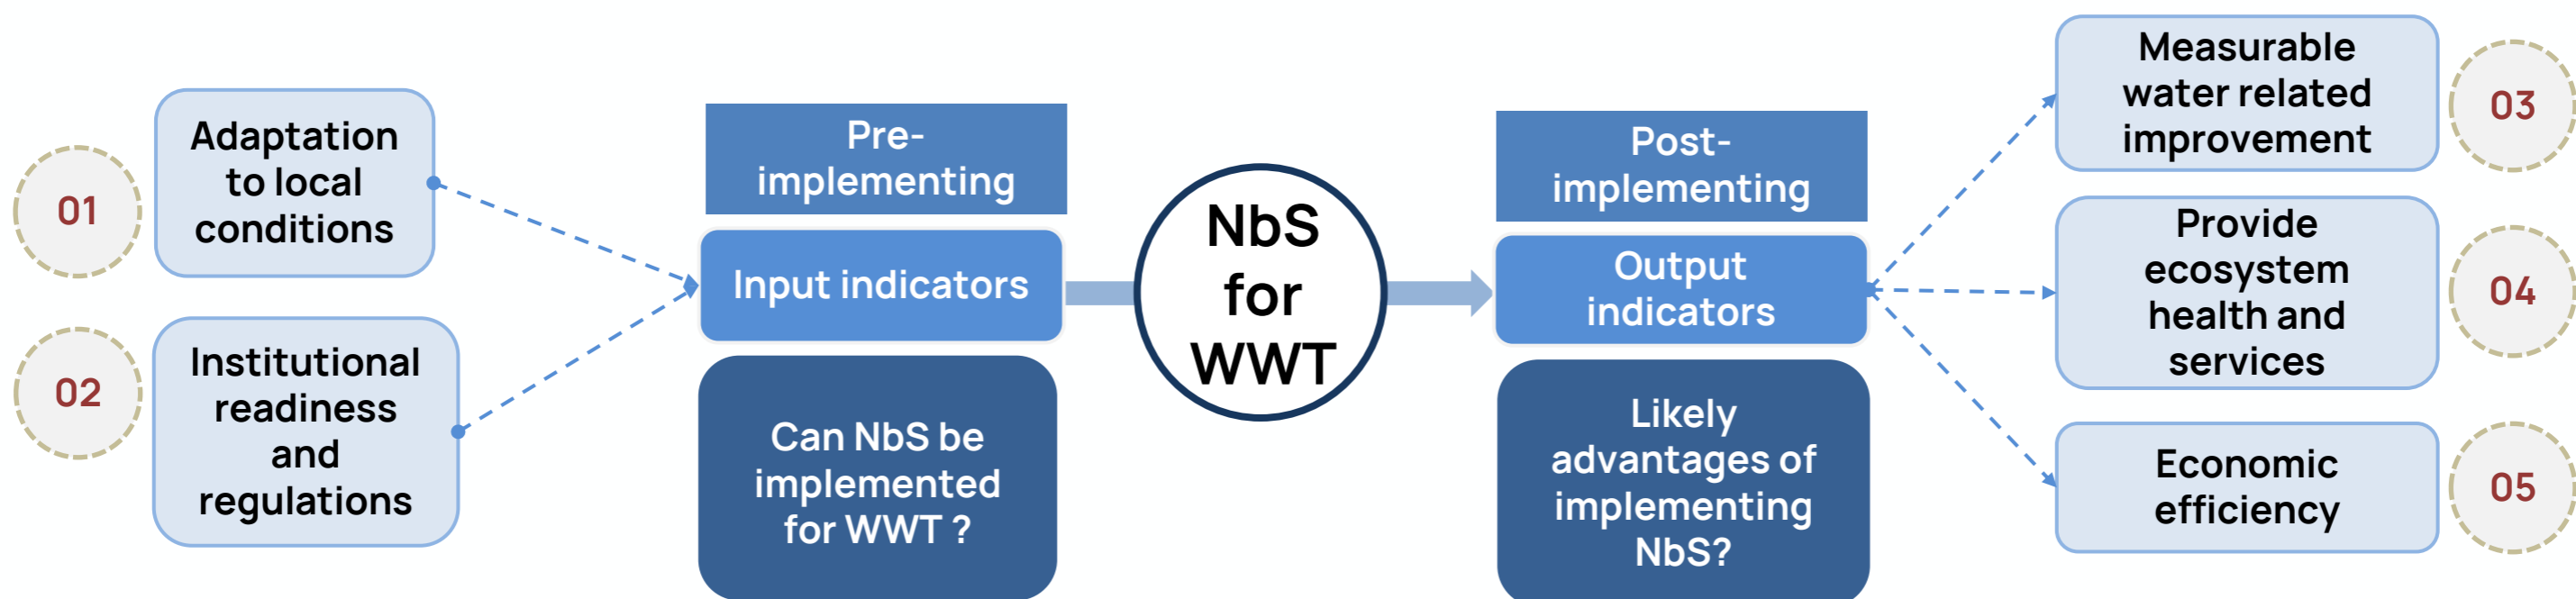 01
Adaptation
to local
conditions
02
Institutional
readiness
and
regulations
Pre-
implementing
Input indicators
Can NbS be
implemented
for WWT ?
NbS
for
WWT
Post-
implementing
Output
indicators
Likely
advantages of
implementing
NbS?
Measurable
water related
improvement
03
Provide
ecosystem
health and
services
04
Economic
efficiency
05